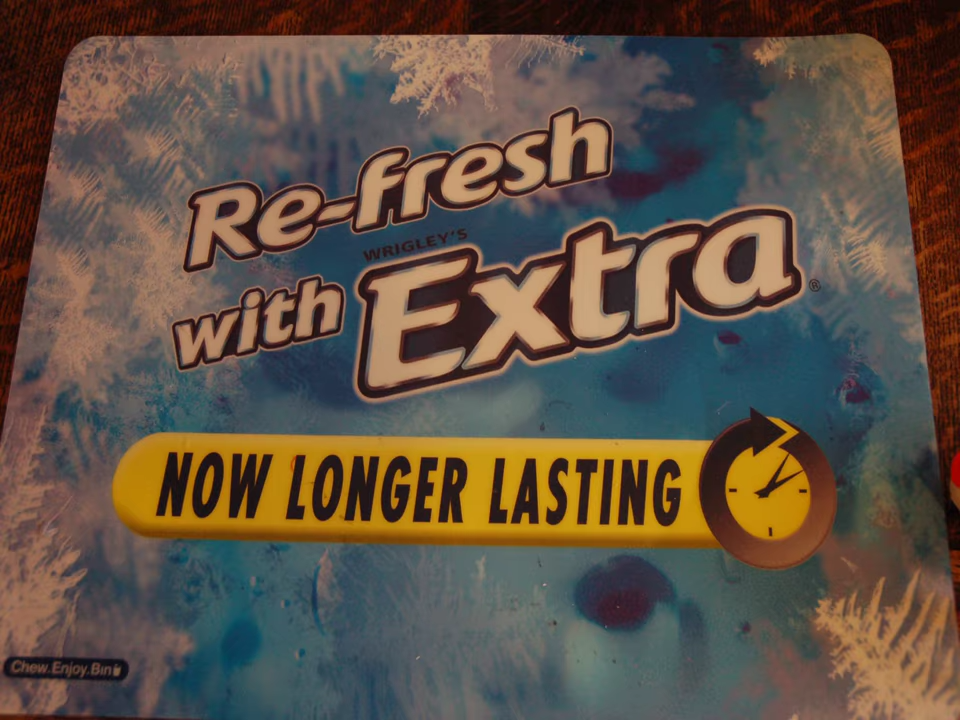 Re-fresh
WRIGLEY'S
with Extra®
NOW LONGER LASTING
Chew.Enjoy.Bin